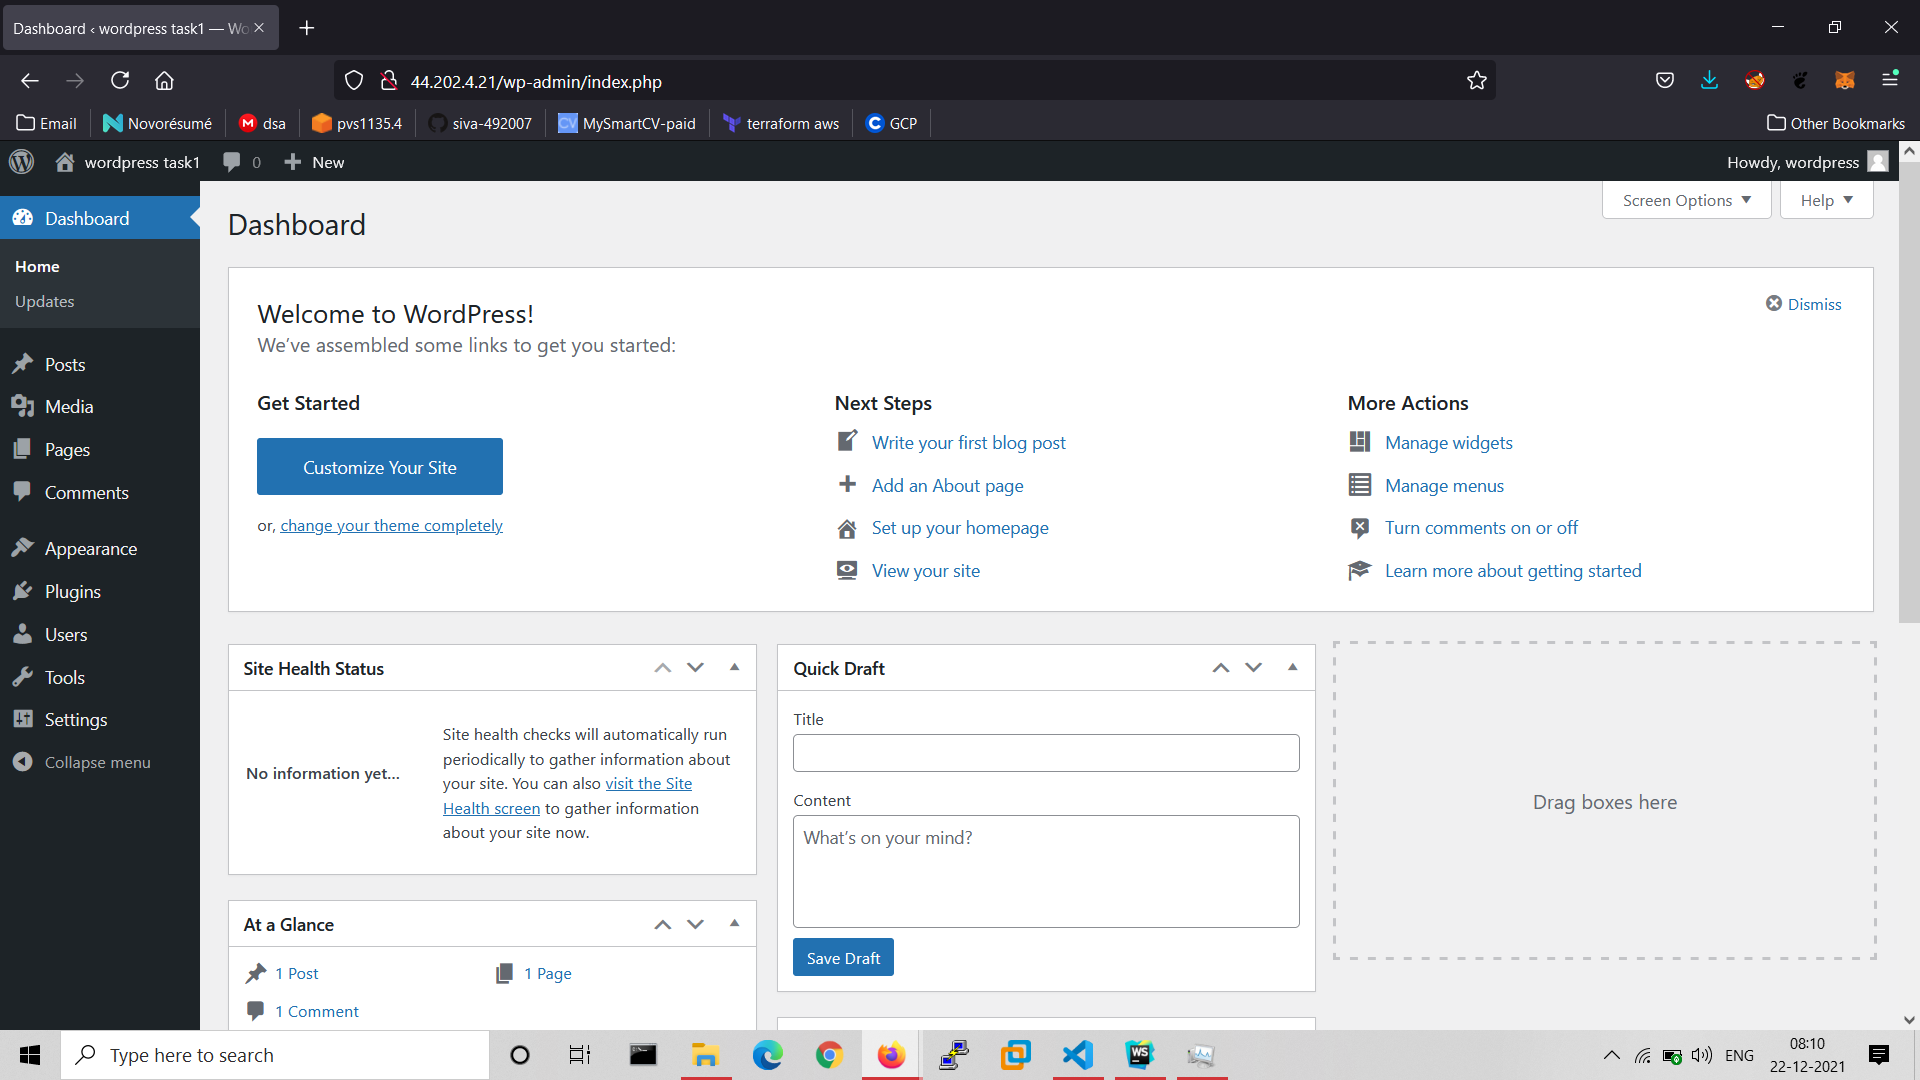 Dashboard ‹ wordpress task1 — Wo
44.202.4.21/wp-admin/index.php
Email
Novorésumé
dsa
pvs1135.4
siva-492007
CV MySmartCV-paid
terraform aws
GCP
Other Bookmarks
wordpress task1
0
New
Howdy, wordpress
Dashboard
Home
Updates
Posts
Media
Pages
Comments
Appearance
Plugins
Users
Tools
Settings
Collapse menu
Dashboard
Screen Options
Help
Welcome to WordPress!
We've assembled some links to get you started:
Dismiss
Get Started
Customize Your Site
or, change your theme completely
Next Steps
Write your first blog post
Add an About page
Set up your homepage
View your site
More Actions
Manage widgets
Manage menus
Turn comments on or off
Learn more about getting started
Site Health Status
No information yet...
Site health checks will automatically run
periodically to gather information about
your site. You can also visit the Site
Health screen to gather information
about your site now.
At a Glance
1 Post
1 Page
1 Comment
Quick Draft
Title
Content
What's on your mind?
Save Draft
Drag boxes here
Type here to search
WS
ENG
08:10
22-12-2021